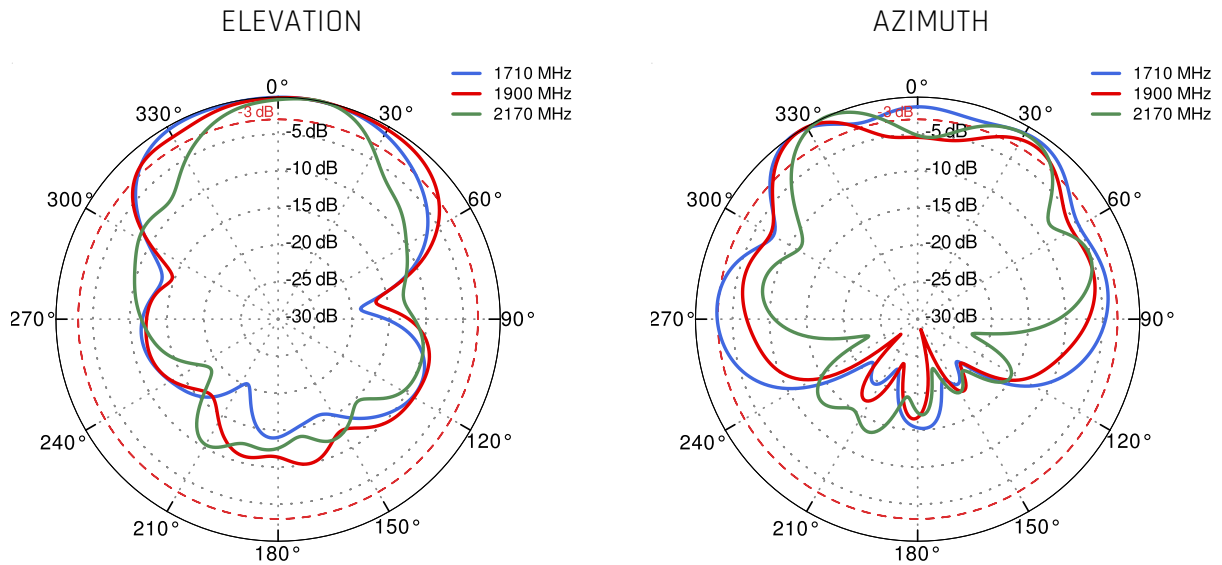 ELEVATION
1710 MHz
1900 MHz
2170 MHz
0°
330°
30°
-3 dB
-5 dB
-10 dB
300°
60°
-15 dB
-20 dB
25 dB
270°
-30 dB
90°
240°
120°
210°
150°
180°
AZIMUTH
1710 MHz
1900 MHz
2170 MHz
0°
330°
30°
-3 dB
-5 dB
-10 dB
300°
60°
-15 dB
-20 dB
25 dB
270°
-30 dB
90°
240°
120°
210°
150°
180°